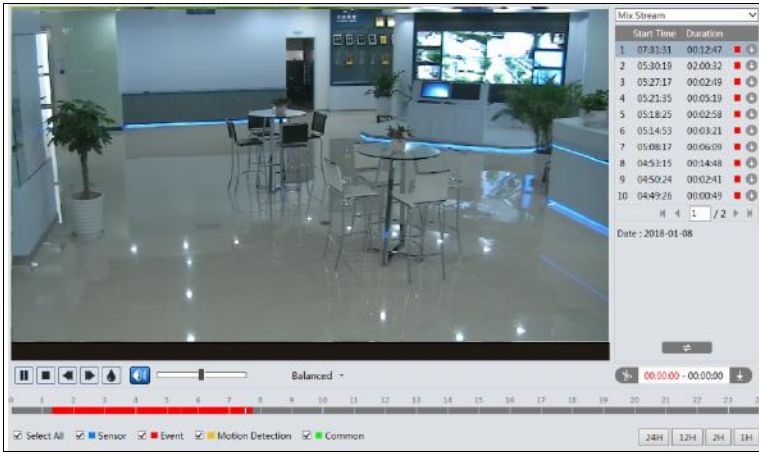 Mix Stream
Start Time Duration
1 07:31:31 00:12:47
2 05:30:19 02:00:32
3 05:27:17 00:02:49
4 05:21:35 00:05:19
5 05:18:25 00:02:58
6 05:14:53 00:03:21
7 05:08:17 00:06:09
8 04:53:15 00:14:48
9 04:50:24 00:02:41
10 04:49:26 00:00:49
1 / 2
Date : 2018-01-08
Balanced
00:00:00 - 00:00:00
0 1 2 3 4 5 6 7 8 9 10 11 12 13 14 15 16 17 18 19 20 21 22 23
Select All Sensor Event Motion Detection Common
24H 12H 2H 1H